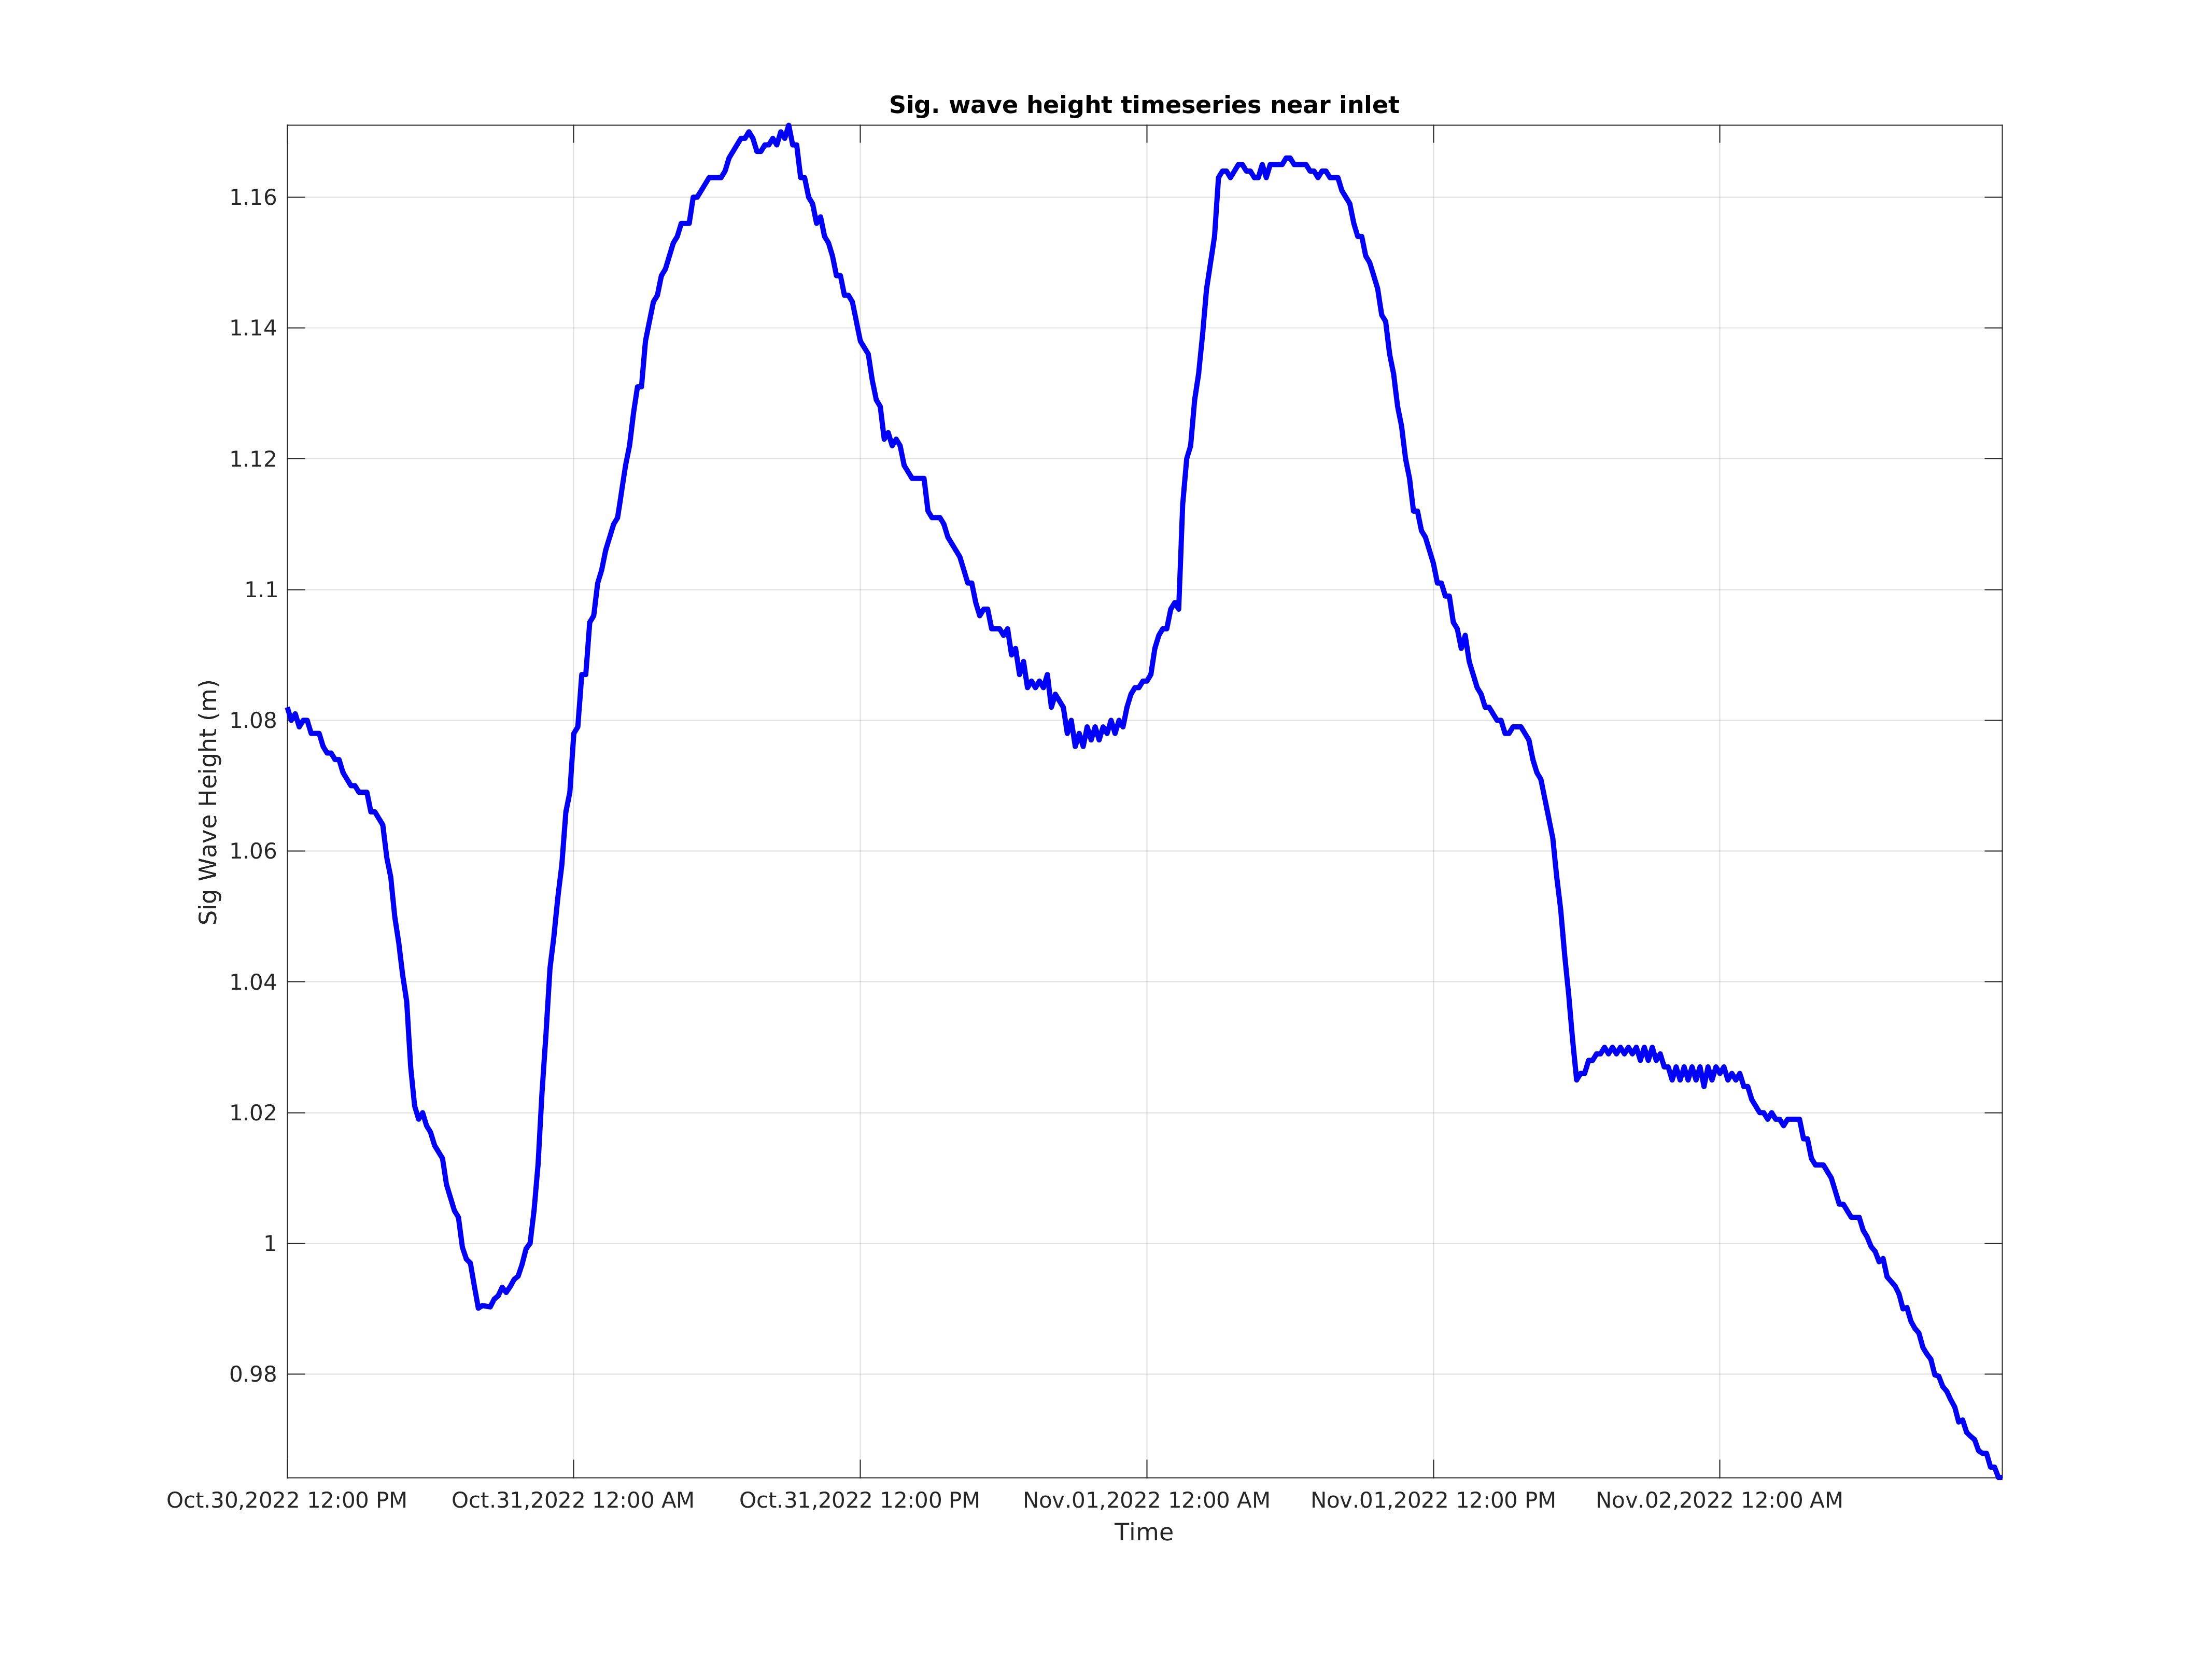 Sig. wave height timeseries near inlet
1.16
1.14
1.12
1.1
1.08
1.06
1.04
1.02
1
0.98
Sig Wave Height (m)
Oct.30,2022 12:00 PM Oct.31,2022 12:00 AM Oct.31,2022 12:00 PM Nov.01,2022 12:00 AM Nov.01,2022 12:00 PM Nov.02,2022 12:00 AM
Time